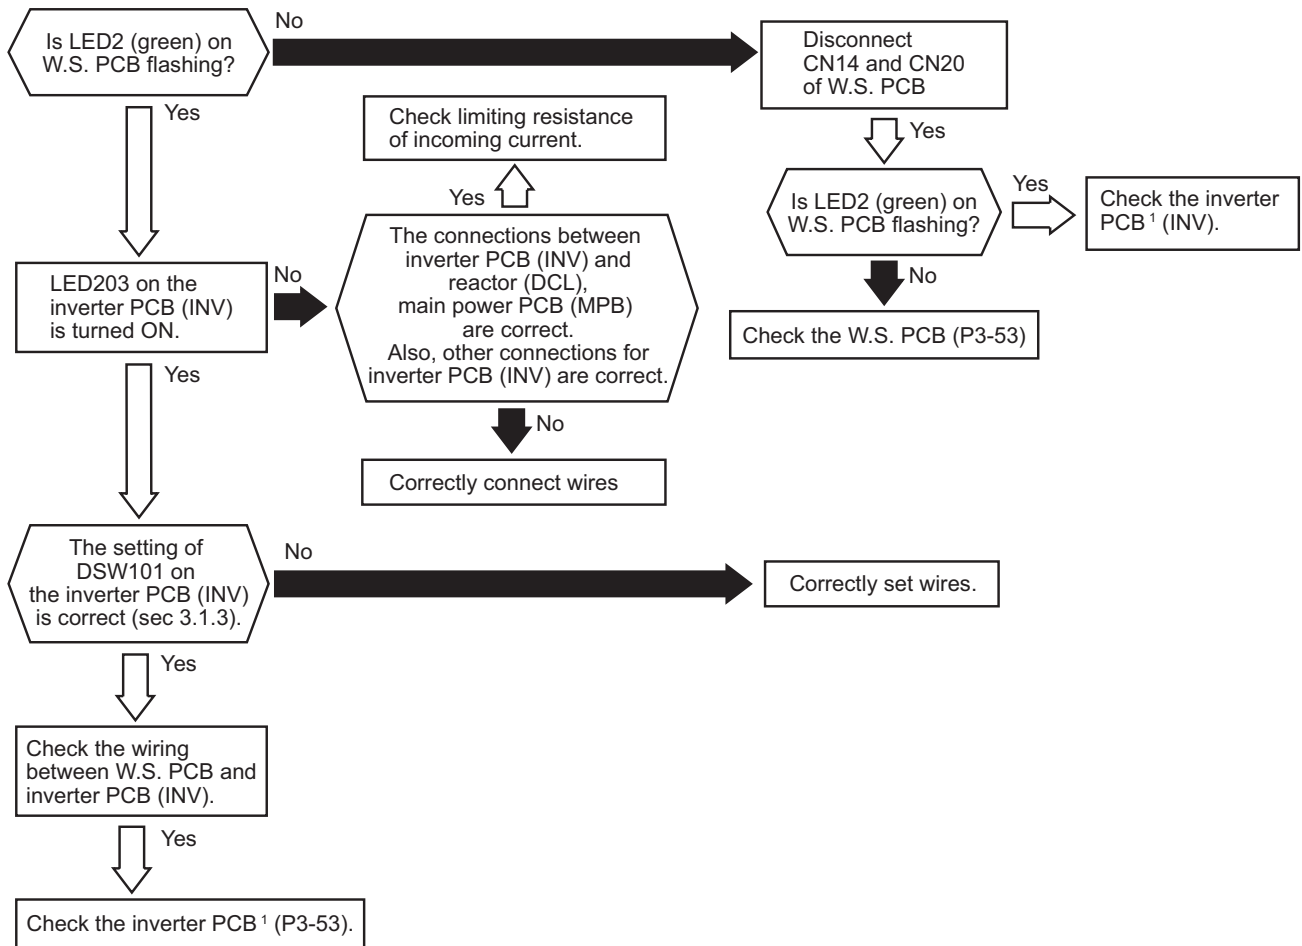 Is LED2 (green) on
W.S. PCB flashing?
No
Disconnect
CN14 and CN20
of W.S. PCB
Yes
Check limiting resistance
of incoming current.
Yes
Yes
Is LED2 (green) on
W.S. PCB flashing?
Yes
Check the inverter
PCB ¹ (INV).
No
Check the W.S. PCB (P3-53)
LED203 on the
inverter PCB (INV)
is turned ON.
No
The connections between
inverter PCB (INV) and
reactor (DCL),
main power PCB (MPB)
are correct.
Also, other connections for
inverter PCB (INV) are correct.
Yes
No
Correctly connect wires
The setting of
DSW101 on
the inverter PCB (INV)
is correct (sec 3.1.3).
No
Correctly set wires.
Yes
Check the wiring
between W.S. PCB and
inverter PCB (INV).
Yes
Check the inverter PCB ¹ (P3-53).